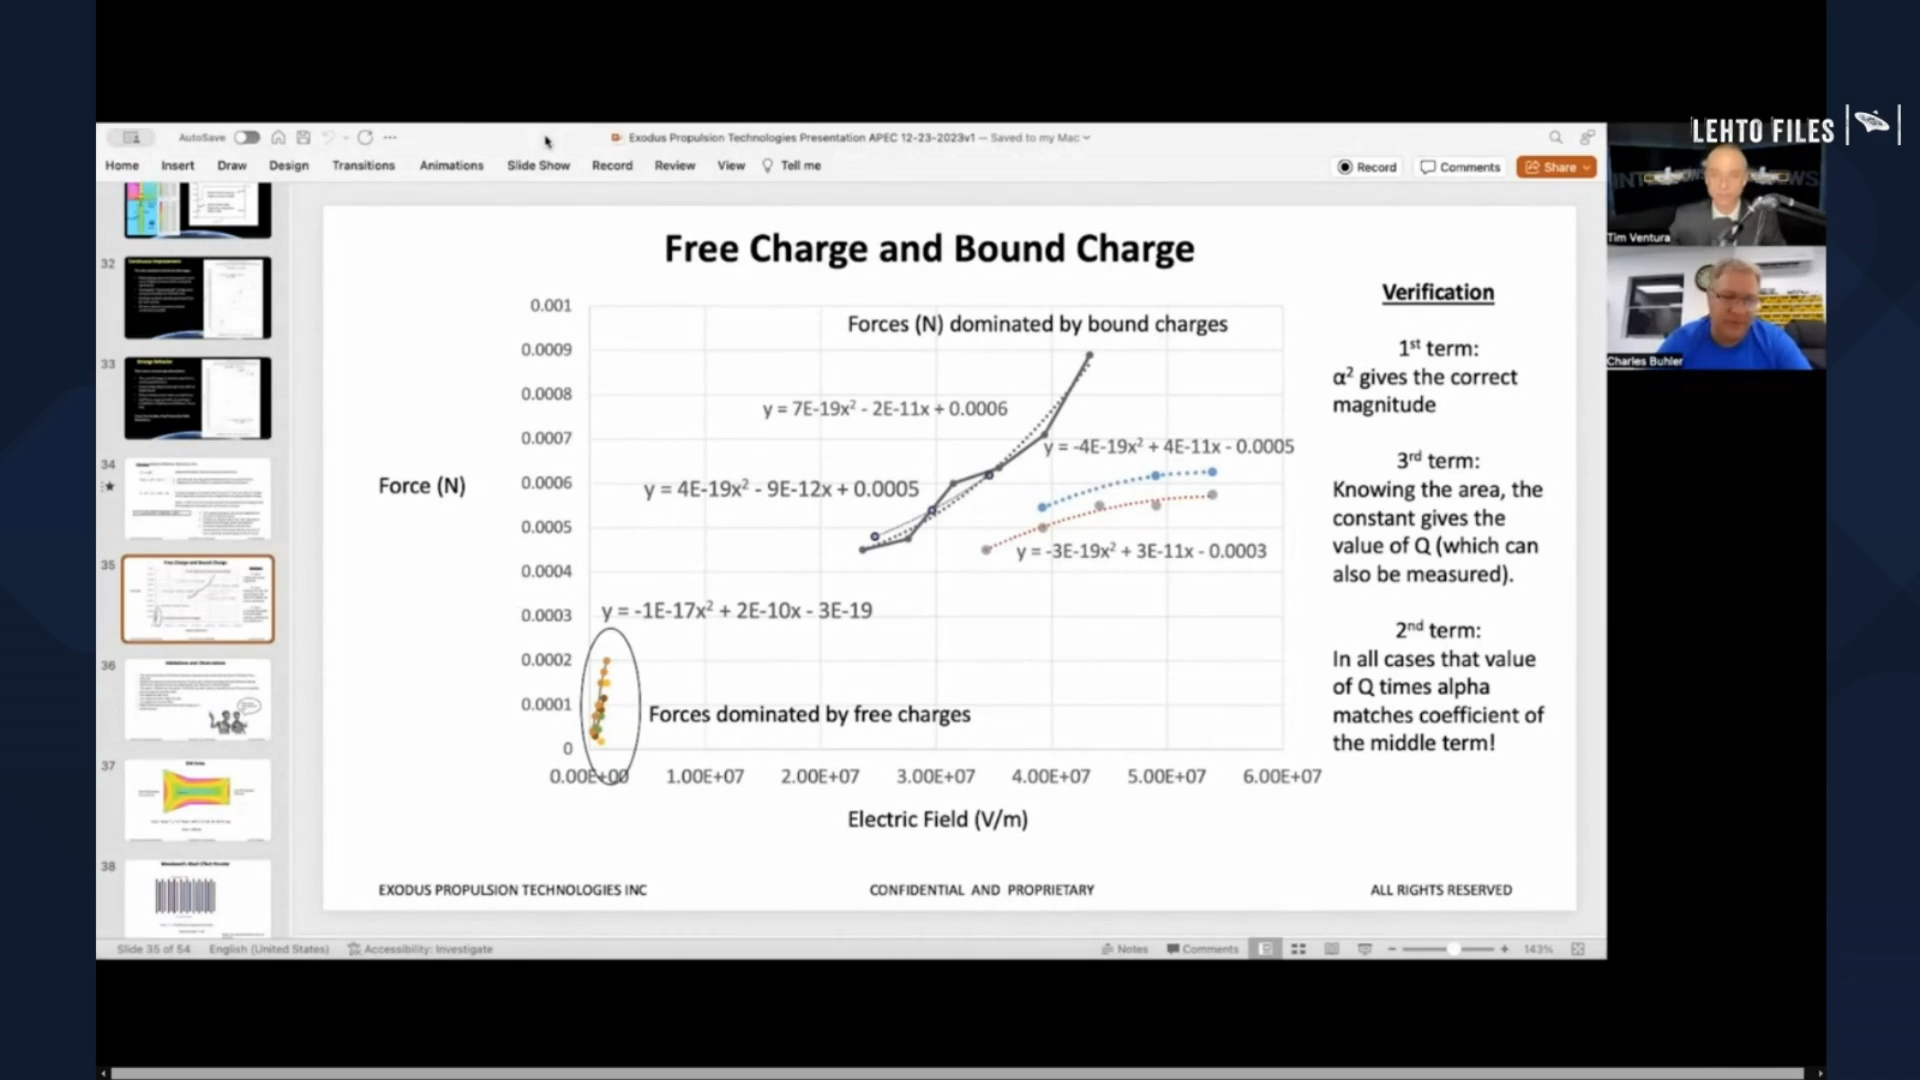 LEHTO FILES
AutoSave
Exodus Propulsion Technologies Presentation APEC 12-23-2023v1 — Saved to my Mac
Home Insert Draw Design Transitions Animations Slide Show Record Review View Tell me
Record Comments Share
Tim Ventura
Charles Buhler
32
33
34
35
Free Charge and Bound Charge
36
37
38
Free Charge and Bound Charge
Force (N)
0.001
0.0009
0.0008
0.0007
0.0006
0.0005
0.0004
0.0003
0.0002
0.0001
0
Forces (N) dominated by bound charges
y = 7E-19x² - 2E-11x + 0.0006
y = -4E-19x² + 4E-11x - 0.0005
y = 4E-19x² - 9E-12x + 0.0005
y = -3E-19x² + 3E-11x - 0.0003
y = -1E-17x² + 2E-10x - 3E-19
Forces dominated by free charges
0.00E+00 1.00E+07 2.00E+07 3.00E+07 4.00E+07 5.00E+07 6.00E+07
Electric Field (V/m)
Verification
1st term:
α² gives the correct
magnitude
3rd term:
Knowing the area, the
constant gives the
value of Q (which can
also be measured).
2nd term:
In all cases that value
of Q times alpha
matches coefficient of
the middle term!
EXODUS PROPULSION TECHNOLOGIES INC CONFIDENTIAL AND PROPRIETARY ALL RIGHTS RESERVED
Slide 35 of 54 English (United States) Accessibility: Investigate
Notes Comments 143%